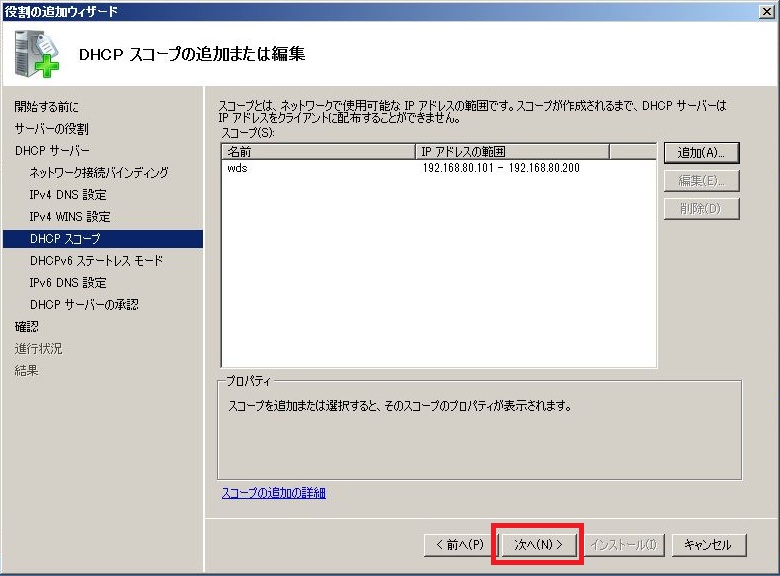 役割の追加ウィザード
DHCP スコープの追加または編集
開始する前に
サーバーの役割
DHCP サーバー
ネットワーク接続バインディング
IPv4 DNS 設定
IPv4 WINS 設定
DHCP スコープ
DHCPv6 ステートレス モード
IPv6 DNS 設定
DHCP サーバーの承認
確認
進行状況
結果
スコープとは、ネットワークで使用可能な IP アドレスの範囲です。スコープが作成されるまで、DHCP サーバーは
IP アドレスをクライアントに配布することができません。
スコープ(S):
名前 IP アドレスの範囲
wds 192.168.80.101 - 192.168.80.200
追加(A)...
編集(E)...
削除(D)
プロパティ
スコープを追加または選択すると、そのスコープのプロパティが表示されます。
スコープの追加の詳細
< 前へ(P) 次へ(N) > インストール(I) キャンセル